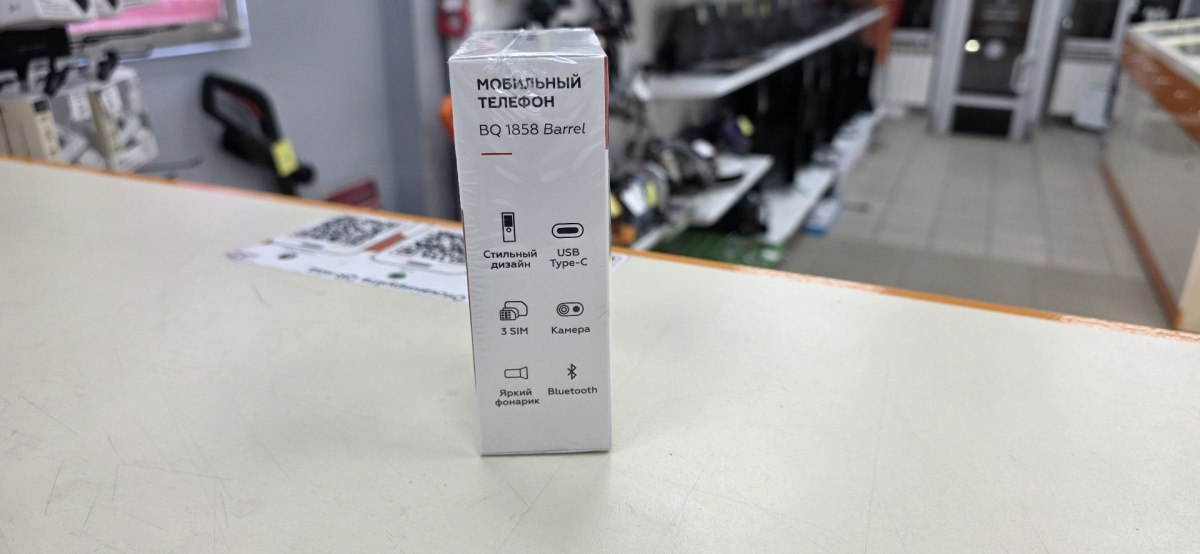 МОБИЛЬНЫЙ
ТЕЛЕФОН
BQ 1858 Barrel
Стильный
дизайн
USB
Type-C
3 SIM
Камера
Яркий
фонарик
Bluetooth